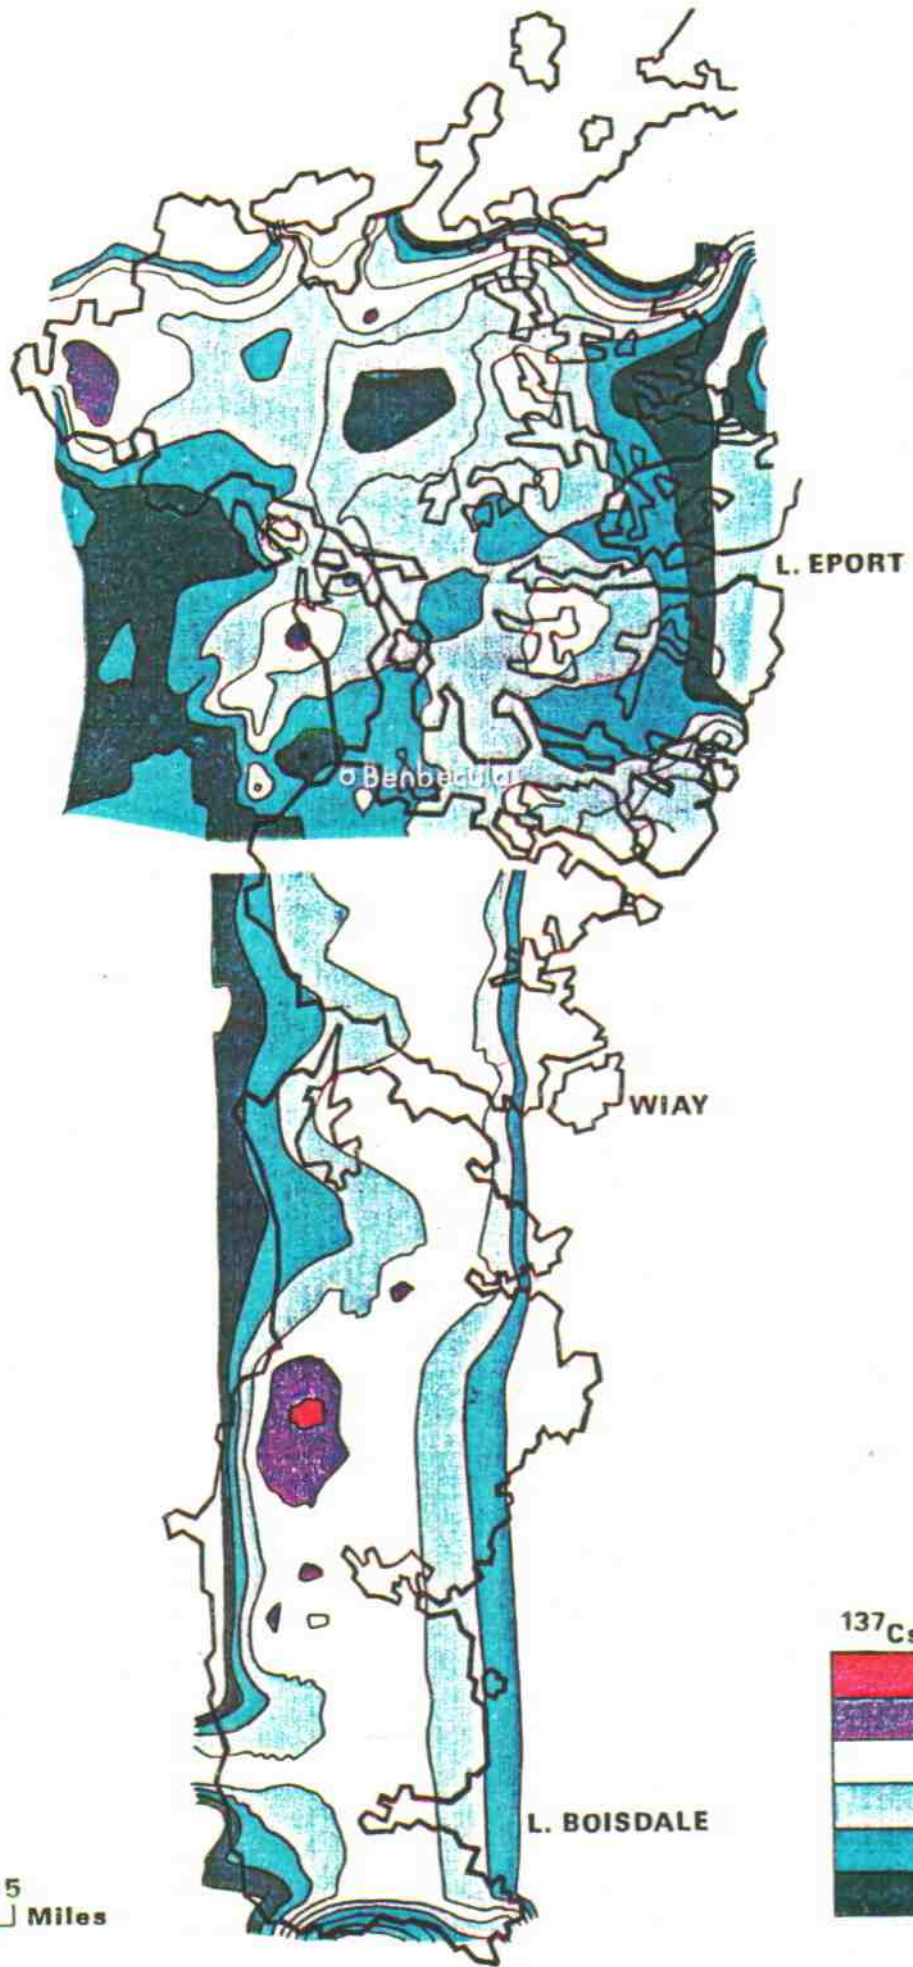 L. EPORT
Benbecula
WIAY
¹³⁷Cs
L. BOISDALE
5
Miles